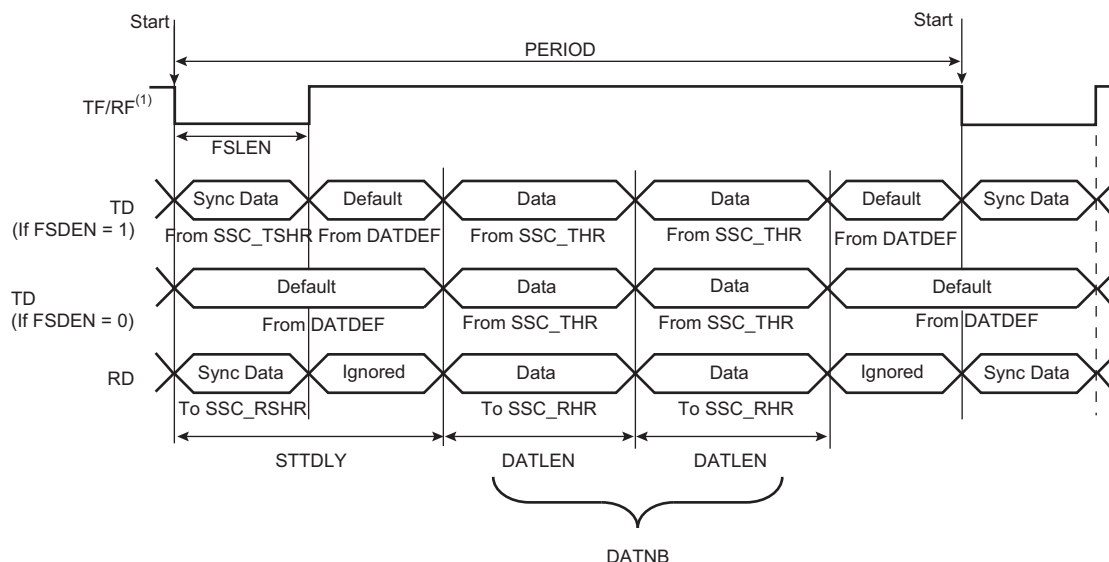 Start Start
PERIOD
TF/RF(1)
FSLEN
TD
(If FSDEN = 1)
Sync Data Default Data Data Default Sync Data
From SSC_TSHR From DATDEF From SSC_THR From SSC_THR From DATDEF
TD
(If FSDEN = 0)
Default Data Data Default
From DATDEF From SSC_THR From SSC_THR From DATDEF
RD
Sync Data Ignored Data Data Ignored Sync Data
To SSC_RSHR To SSC_RHR To SSC_RHR
STTDLY DATLEN DATLEN
DATNB